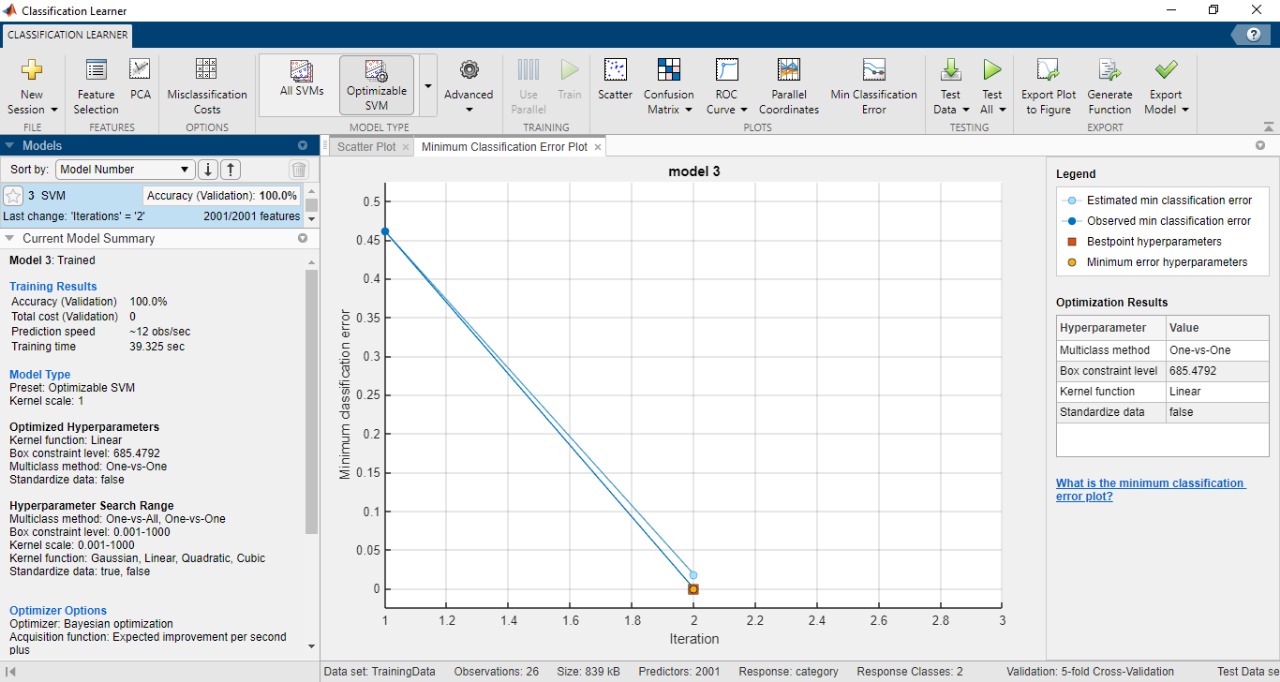 Classification Learner
CLASSIFICATION LEARNER
?
New Session
Feature Selection
PCA
Misclassification Costs
All SVMs
Optimizable SVM
Advanced
Use Parallel
Train
Scatter
Confusion Matrix
ROC Curve
Parallel Coordinates
Min Classification Error
Test Data
Test All
Export Plot to Figure
Generate Function
Export Model
FILE
FEATURES
OPTIONS
MODEL TYPE
TRAINING
PLOTS
TESTING
EXPORT
Models
Sort by: Model Number
3 SVM Accuracy (Validation): 100.0%
Last change: 'Iterations' = '2' 2001/2001 features
Current Model Summary
Model 3: Trained
Training Results
Accuracy (Validation) 100.0%
Total cost (Validation) 0
Prediction speed ~12 obs/sec
Training time 39.325 sec
Model Type
Preset: Optimizable SVM
Kernel scale: 1
Optimized Hyperparameters
Kernel function: Linear
Box constraint level: 685.4792
Multiclass method: One-vs-One
Standardize data: false
Hyperparameter Search Range
Multiclass method: One-vs-All, One-vs-One
Box constraint level: 0.001-1000
Kernel scale: 0.001-1000
Kernel function: Gaussian, Linear, Quadratic, Cubic
Standardize data: true, false
Optimizer Options
Optimizer: Bayesian optimization
Acquisition function: Expected improvement per second
plus
Scatter Plot
Minimum Classification Error Plot
model 3
Minimum classification error
0.5
0.45
0.4
0.35
0.3
0.25
0.2
0.15
0.1
0.05
0
1 1.2 1.4 1.6 1.8 2 2.2 2.4 2.6 2.8 3
Iteration
Legend
Estimated min classification error
Observed min classification error
Bestpoint hyperparameters
Minimum error hyperparameters
Optimization Results
Hyperparameter Value
Multiclass method One-vs-One
Box constraint level 685.4792
Kernel function Linear
Standardize data false
What is the minimum classification
error plot?
Data set: TrainingData Observations: 26 Size: 839 kB Predictors: 2001 Response: category Response Classes: 2 Validation: 5-fold Cross-Validation Test Data se